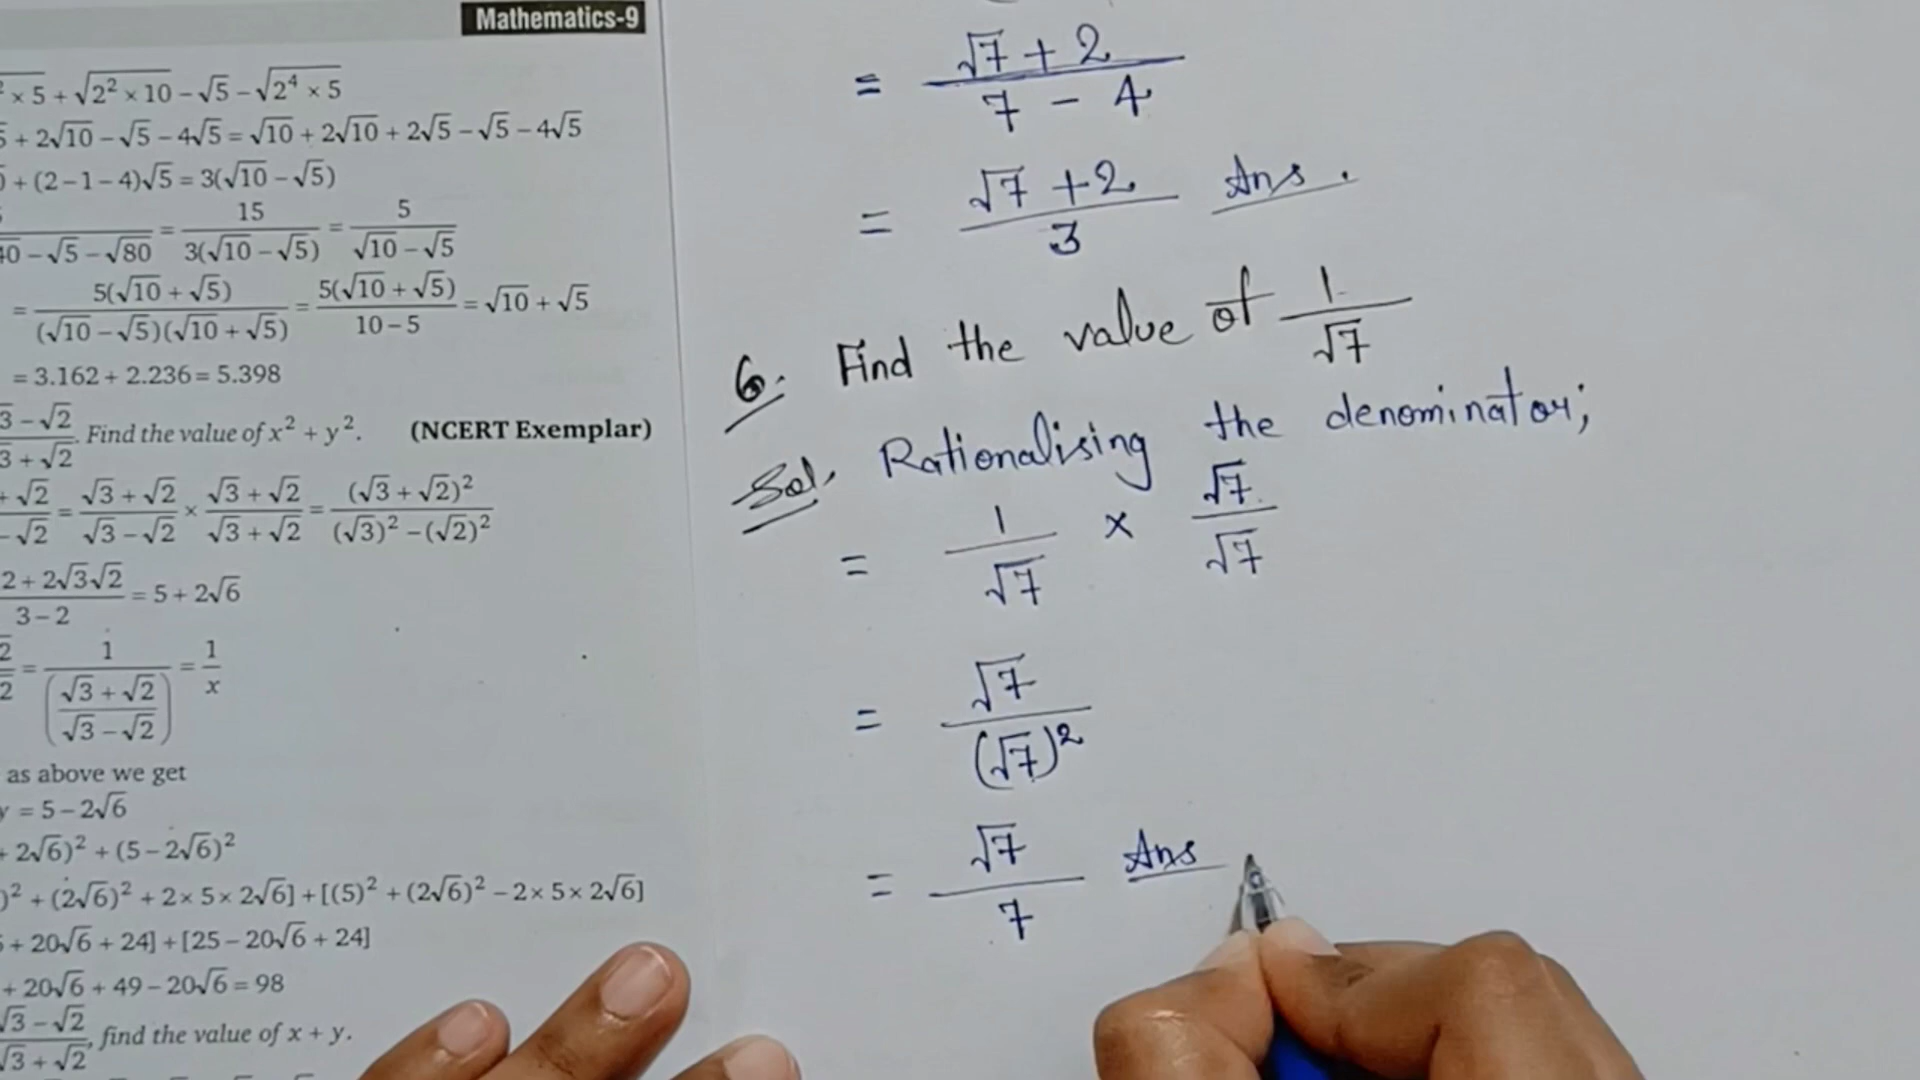 Mathematics-9
² × 5 + √(2² × 10) − √5 − √(2⁴ × 5)
+ 2√10 − √5 − 4√5 = √10 + 2√10 + 2√5 − √5 − 4√5
+ (2−1−4)√5 = 3(√10 − √5)
40 − √5 − √80 = 15/(3(√10 − √5)) = 5/(√10 − √5)
= 5(√10 + √5)/((√10 − √5)(√10 + √5)) = 5(√10 + √5)/(10 − 5) = √10 + √5
= 3.162 + 2.236 = 5.398
3 − √2/3 + √2. Find the value of x² + y². (NCERT Exemplar)
+ √2/− √2 = (√3 + √2)/(√3 − √2) × (√3 + √2)/(√3 + √2) = (√3 + √2)²/((√3)² − (√2)²)
2 + 2√3√2/(3 − 2) = 5 + 2√6
2/2 = 1/((√3 + √2)/(√3 − √2)) = 1/x
as above we get
y = 5 − 2√6
+ 2√6)² + (5 − 2√6)²
)² + (2√6)² + 2 × 5 × 2√6] + [(5)² + (2√6)² − 2 × 5 × 2√6]
+ 20√6 + 24] + [25 − 20√6 + 24]
+ 20√6 + 49 − 20√6 = 98
√3 − √2/√3 + √2, find the value of x + y.
= (√7 + 2)/(7 − 4)
= (√7 + 2)/3 Ans.
6. Find the value of 1/√7
Sol. Rationalising the denominator;
= 1/√7 × √7/√7
= √7/(√7)²
= √7/7 Ans